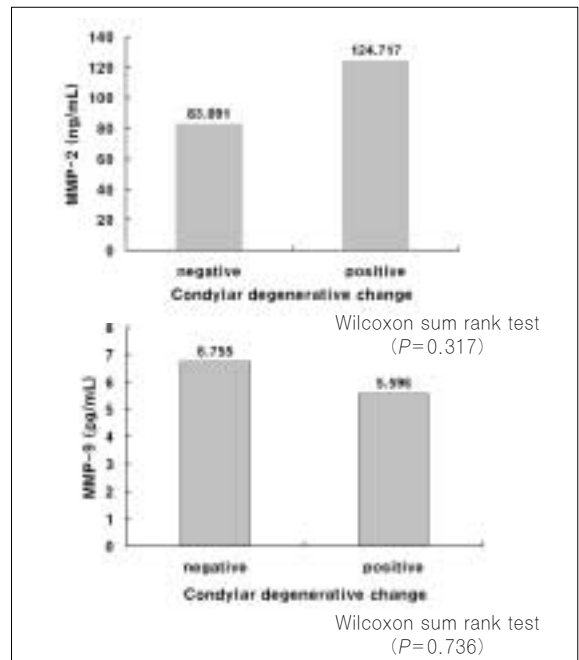 140
124.717
120
100
83.891
80
60
40
20
0
MMP-2 (ng/mL)
negative positive
Condylar degenerative change
Wilcoxon sum rank test
(P=0.317)
8
6.755
7
5.596
6
5
4
3
2
1
0
MMP-9 (pg/mL)
negative positive
Condylar degenerative change
Wilcoxon sum rank test
(P=0.736)